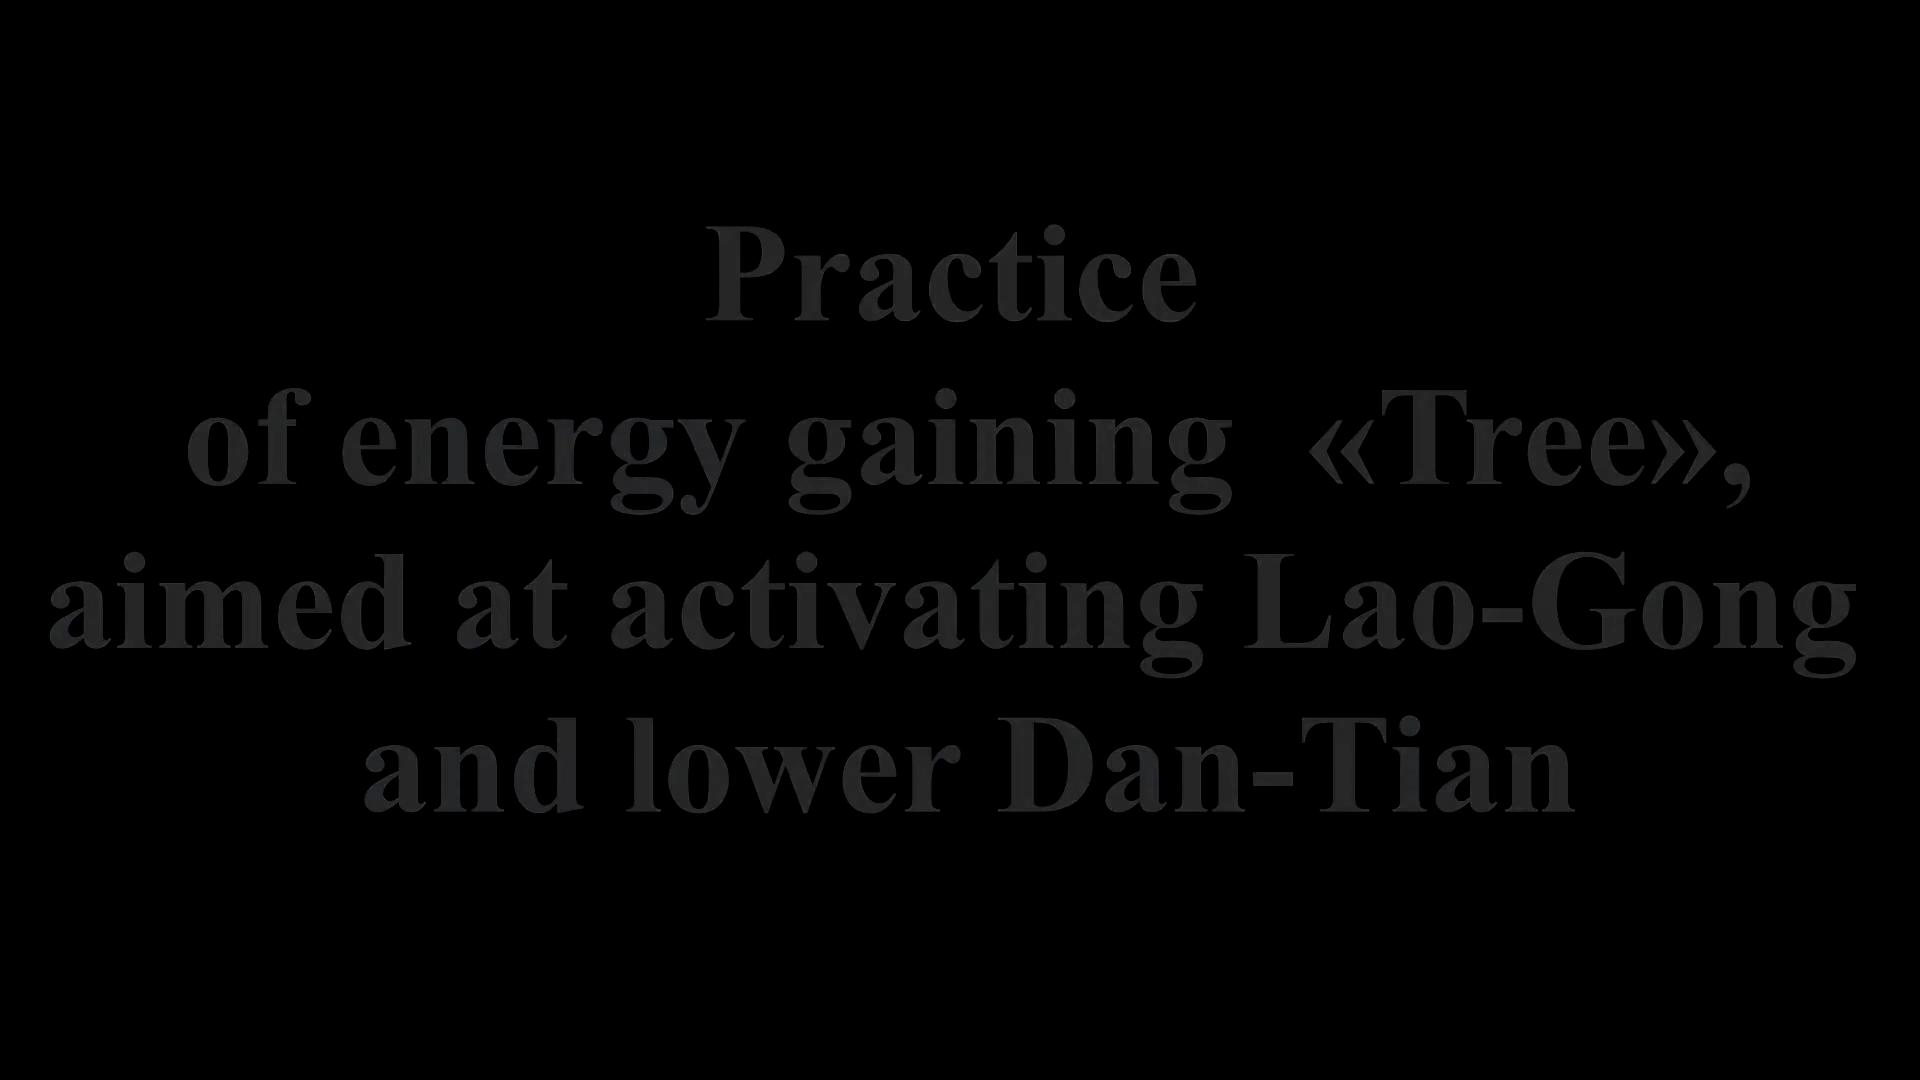 Practice
of energy gaining «Tree»,
aimed at activating Lao-Gong
and lower Dan-Tian